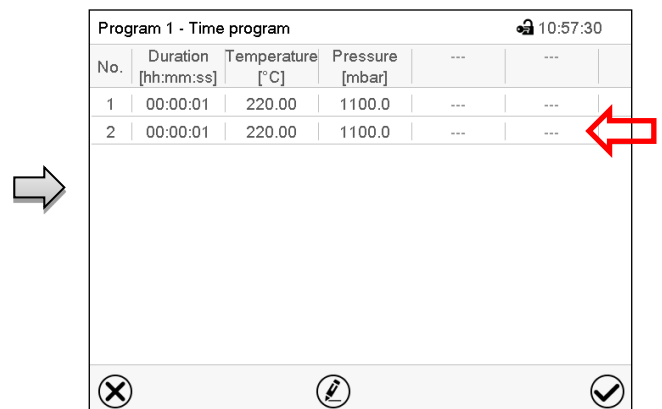 Program 1 - Time program 10:57:30
No. Duration [hh:mm:ss] Temperature [°C] Pressure [mbar] --- ---
1 00:00:01 220.00 1100.0 --- ---
2 00:00:01 220.00 1100.0 --- ---